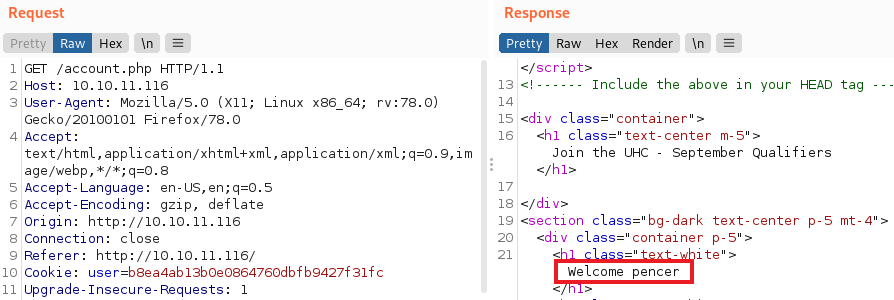 Request
Pretty Raw Hex \n ≡
1 GET /account.php HTTP/1.1
2 Host: 10.10.11.116
3 User-Agent: Mozilla/5.0 (X11; Linux x86_64; rv:78.0)
Gecko/20100101 Firefox/78.0
4 Accept:
text/html,application/xhtml+xml,application/xml;q=0.9,im
age/webp,*/*;q=0.8
5 Accept-Language: en-US,en;q=0.5
6 Accept-Encoding: gzip, deflate
7 Origin: http://10.10.11.116
8 Connection: close
9 Referer: http://10.10.11.116/
10 Cookie: user=b8ea4ab13b0e0864760dbfb9427f31fc
11 Upgrade-Insecure-Requests: 1
Response
Pretty Raw Hex Render \n ≡
</script>
13 <!------ Include the above in your HEAD tag ---
14
15 <div class="container">
16 <h1 class="text-center m-5">
Join the UHC - September Qualifiers
</h1>
17
18 </div>
19 <section class="bg-dark text-center p-5 mt-4">
20 <div class="container p-5">
21 <h1 class="text-white">
Welcome pencer
</h1>